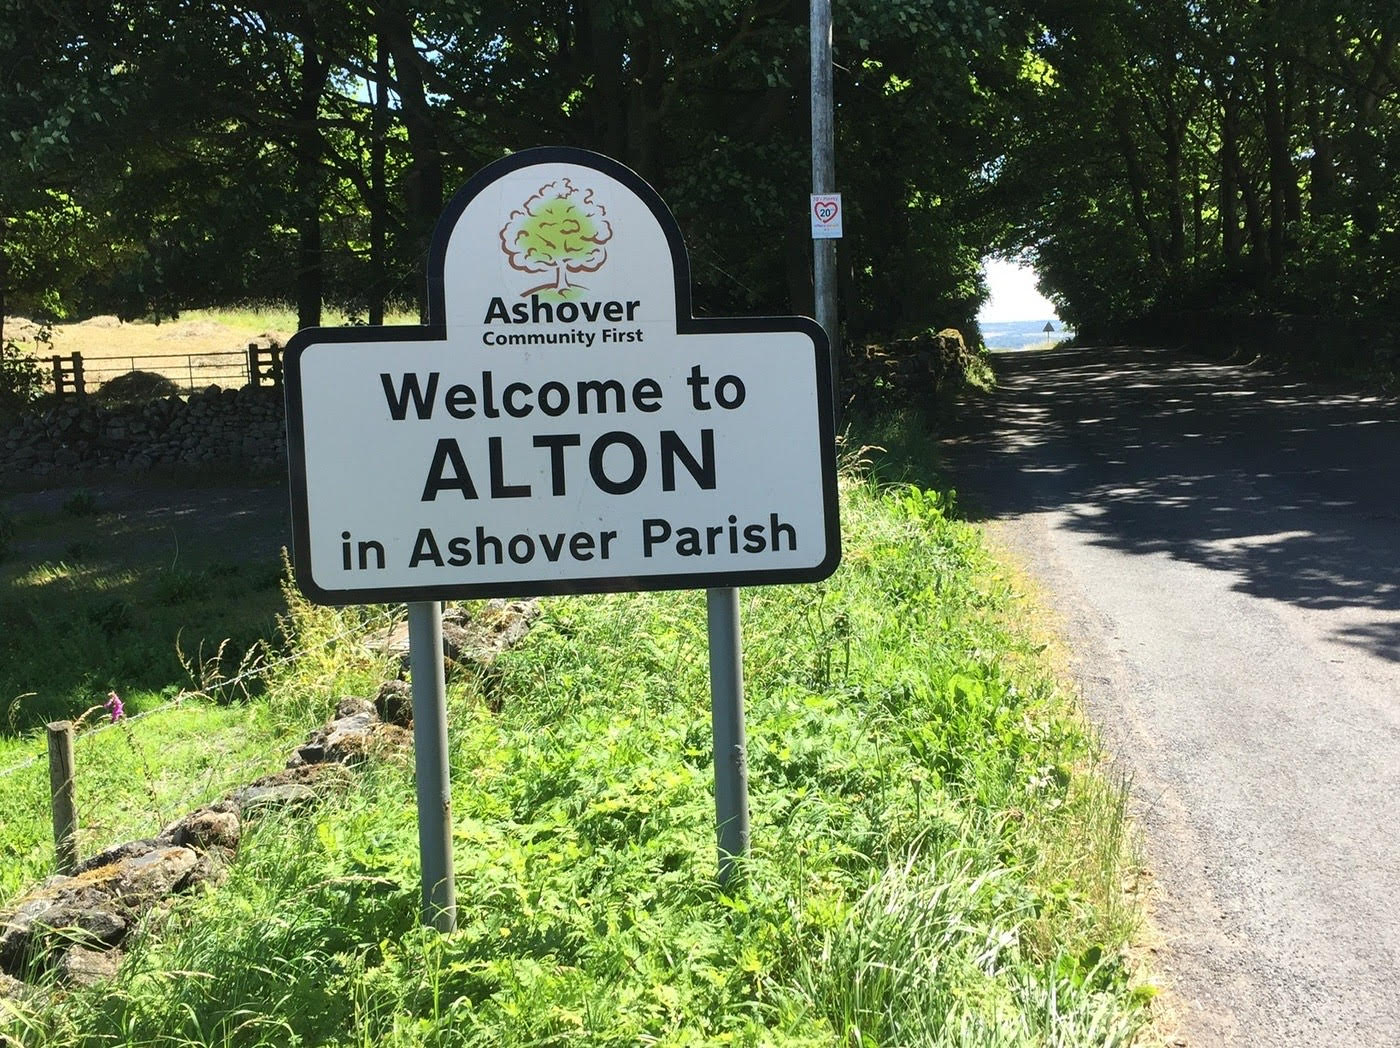 Ashover
Community First
Welcome to
ALTON
in Ashover Parish
20